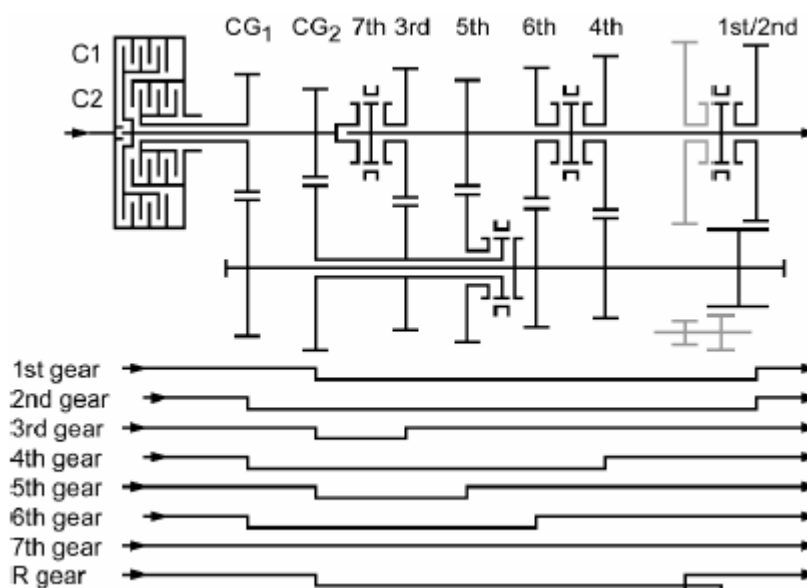 C1
C2
CG₁ CG₂ 7th 3rd 5th 6th 4th 1st/2nd
1st gear
2nd gear
3rd gear
4th gear
5th gear
6th gear
7th gear
R gear